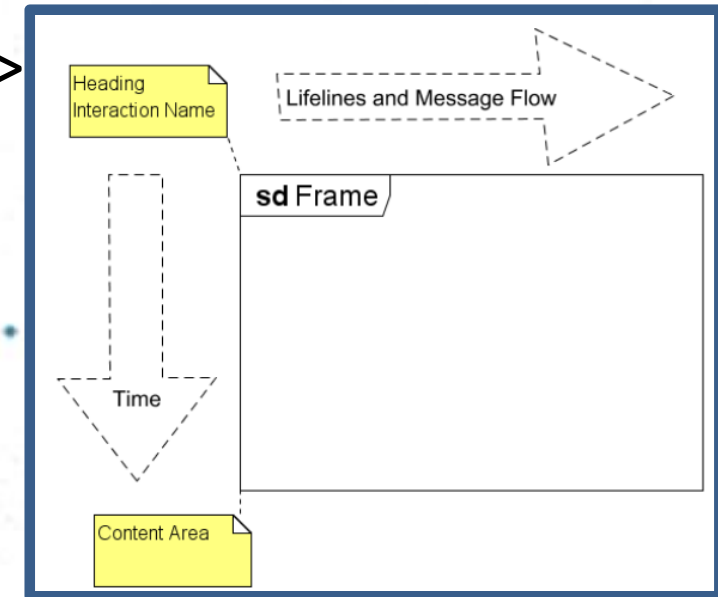 >
Heading
Interaction Name
Lifelines and Message Flow
sd Frame
Time
Content Area